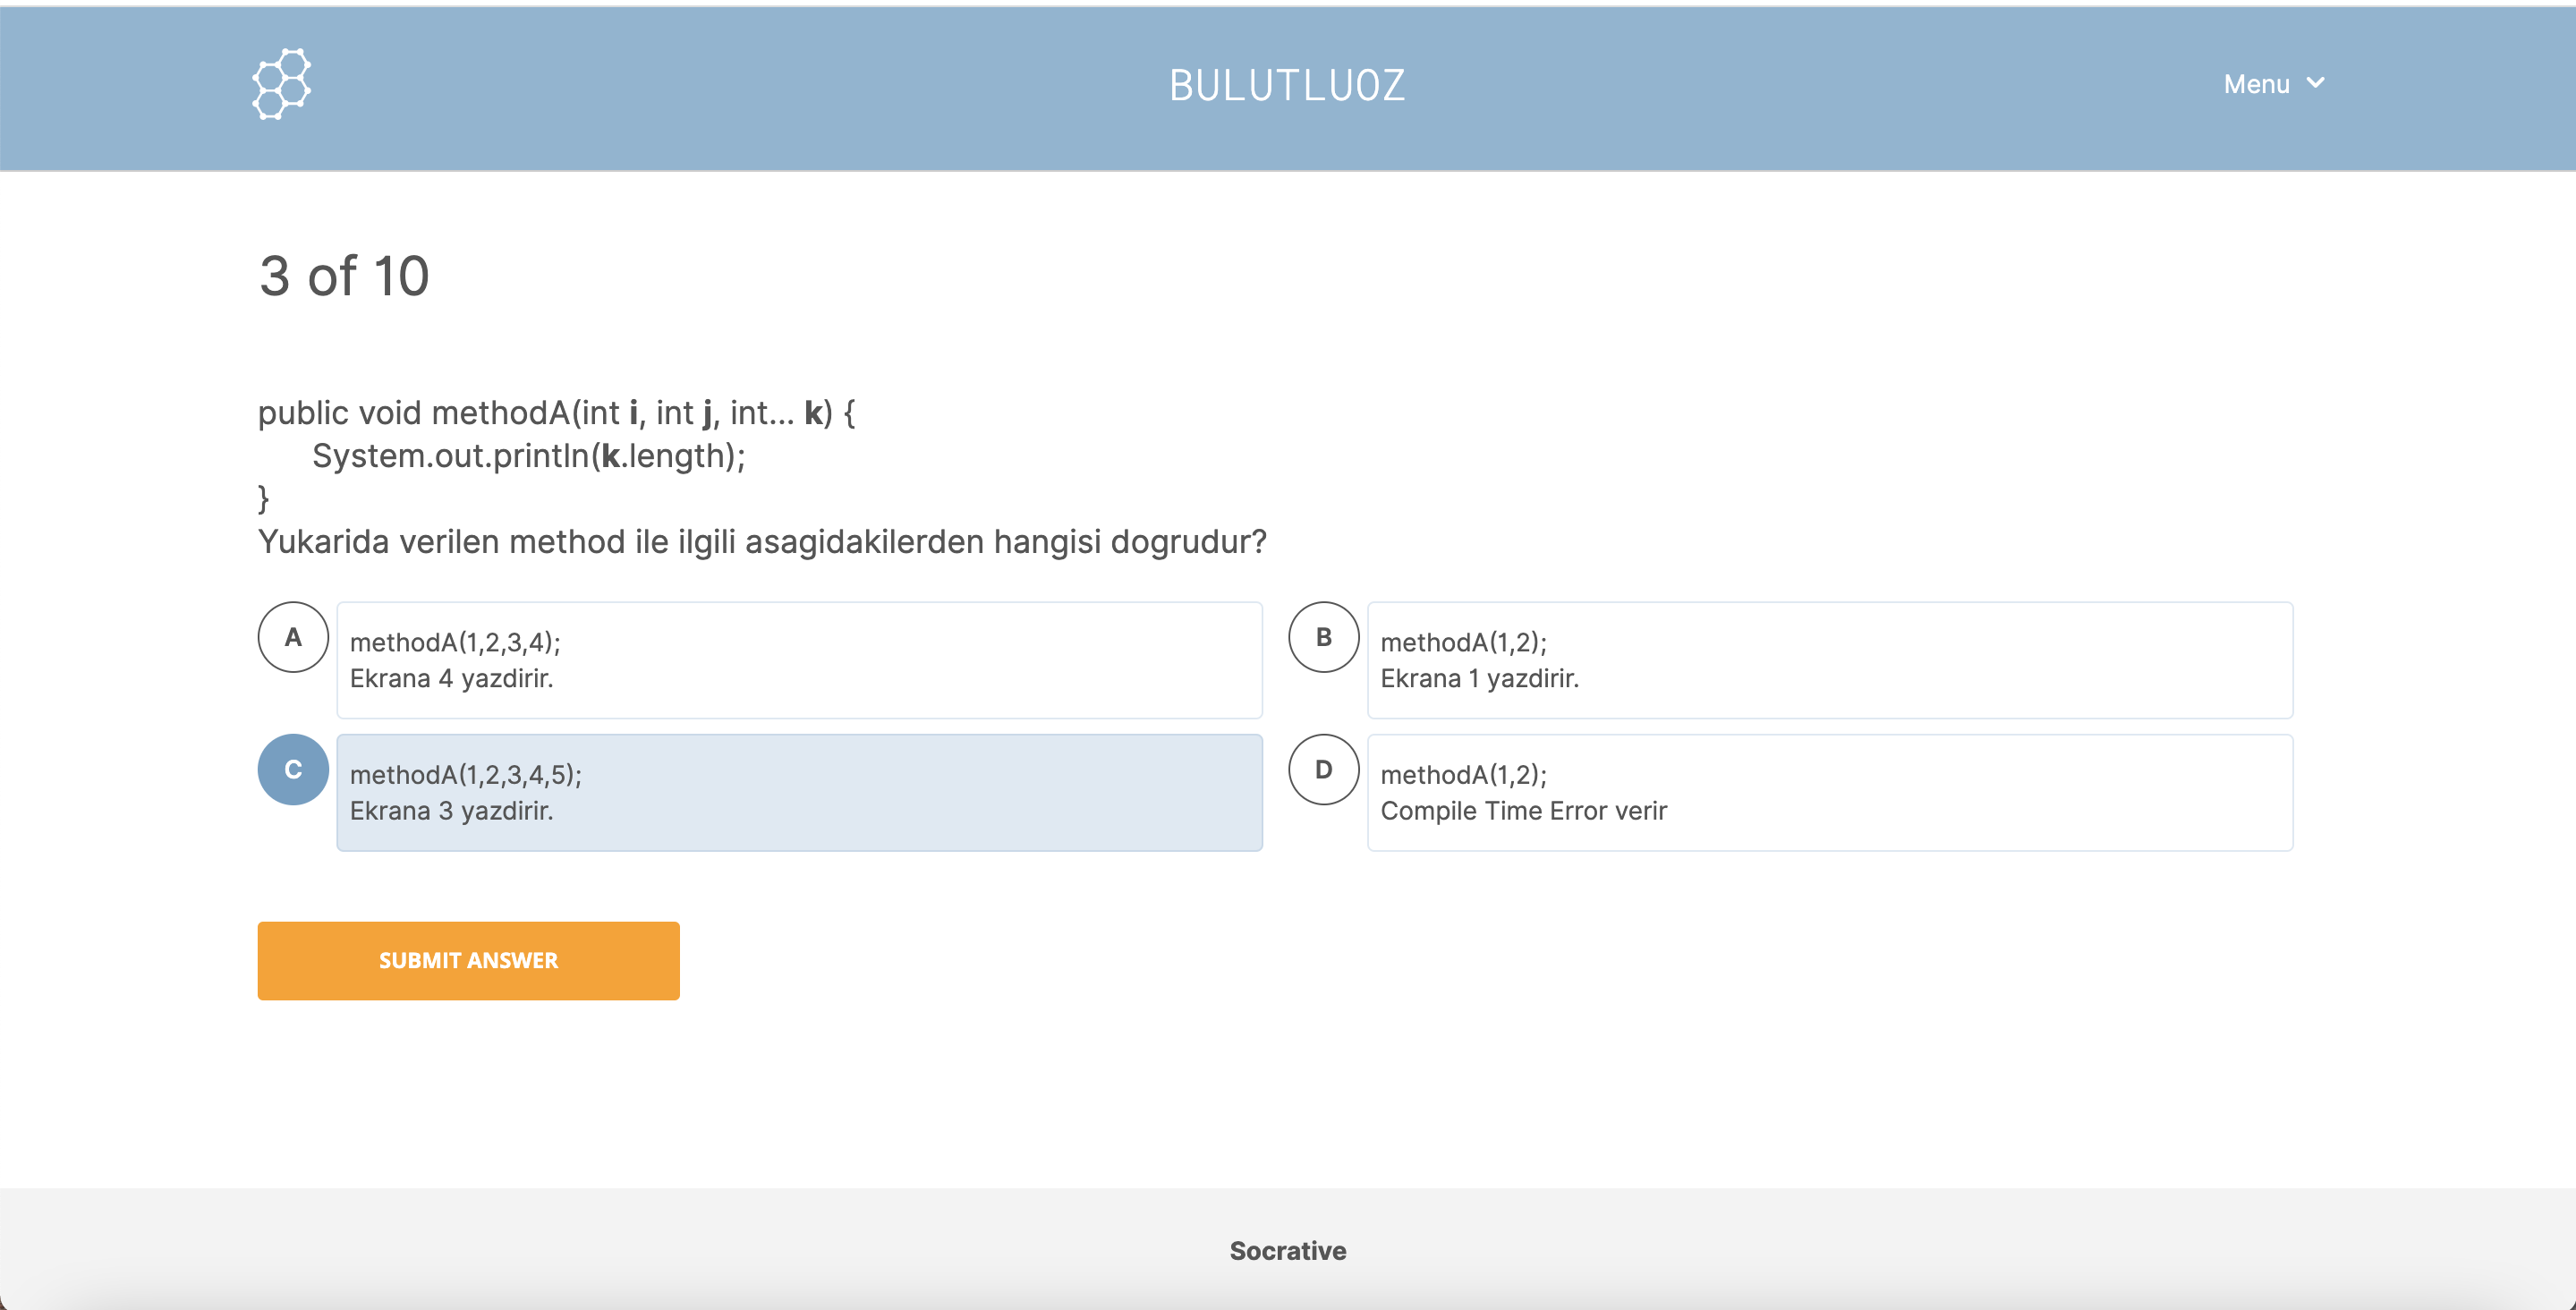 BULUTLUOZ
Menu
3 of 10
public void methodA(int i, int j, int... k) {
System.out.println(k.length);
}
Yukarida verilen method ile ilgili asagidakilerden hangisi dogrudur?
A
methodA(1,2,3,4);
Ekrana 4 yazdirir.
B
methodA(1,2);
Ekrana 1 yazdirir.
C
methodA(1,2,3,4,5);
Ekrana 3 yazdirir.
D
methodA(1,2);
Compile Time Error verir
SUBMIT ANSWER
Socrative